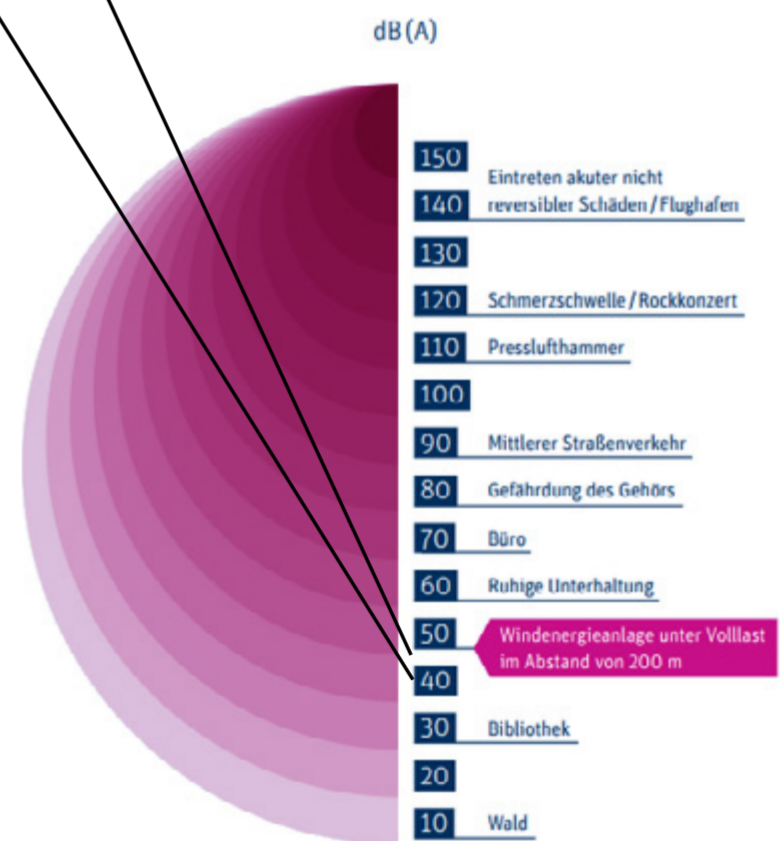 dB (A)
150
Eintreten akuter nicht
140 reversibler Schäden / Flughafen
130
120 Schmerzschwelle / Rockkonzert
110 Presslufthammer
100
90 Mittlerer Straßenverkehr
80 Gefährdung des Gehörs
70 Büro
60 Ruhige Unterhaltung
50 Windenergieanlage unter Volllast
im Abstand von 200 m
40
30 Bibliothek
20
10 Wald